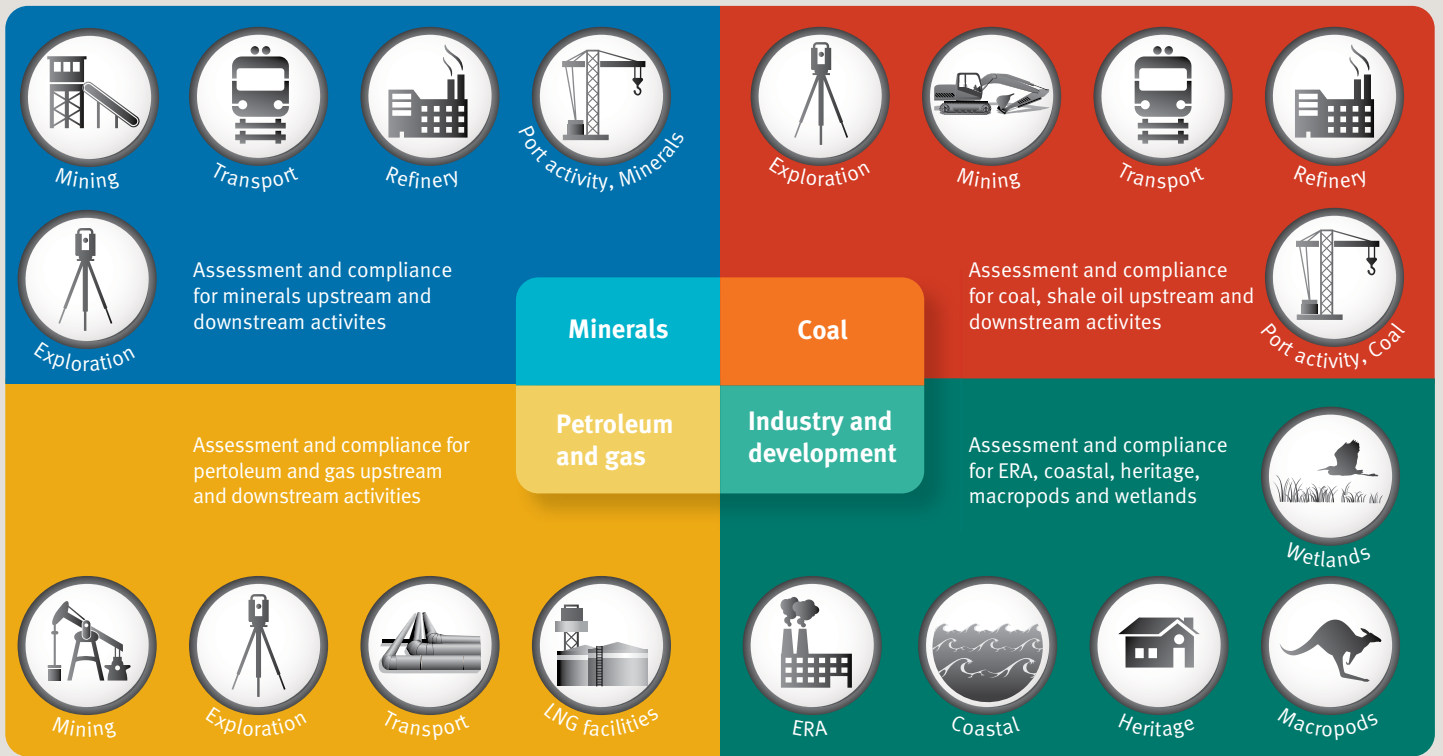 Mining
Transport
Refinery
Port activity, Minerals
Exploration
Assessment and compliance
for minerals upstream and
downstream activites
Minerals
Exploration
Mining
Transport
Refinery
Port activity, Coal
Assessment and compliance
for coal, shale oil upstream and
downstream activites
Coal
Petroleum
and gas
Assessment and compliance for
pertoleum and gas upstream
and downstream activities
Mining
Exploration
Transport
LNG facilities
Industry and
development
Assessment and compliance
for ERA, coastal, heritage,
macropods and wetlands
Wetlands
ERA
Coastal
Heritage
Macropods